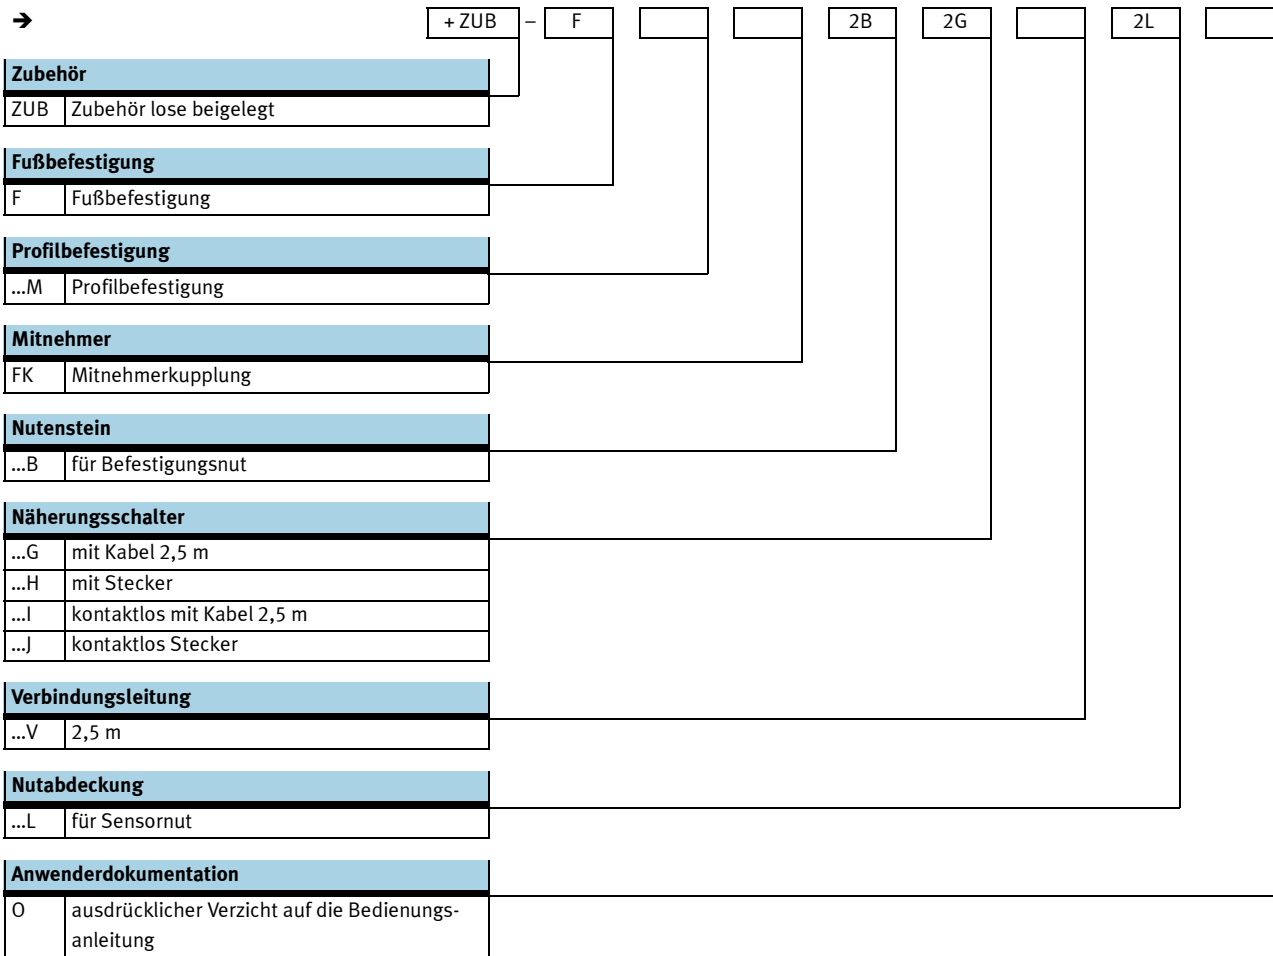 ➔ + ZUB – F 2B 2G 2L
Zubehör
ZUB Zubehör lose beigelegt
Fußbefestigung
F Fußbefestigung
Profilbefestigung
...M Profilbefestigung
Mitnehmer
FK Mitnehmerkupplung
Nutenstein
...B für Befestigungsnut
Näherungsschalter
...G mit Kabel 2,5 m
...H mit Stecker
...I kontaktlos mit Kabel 2,5 m
...J kontaktlos Stecker
Verbindungsleitung
...V 2,5 m
Nutabdeckung
...L für Sensornut
Anwenderdokumentation
O ausdrücklicher Verzicht auf die Bedienungs-
anleitung